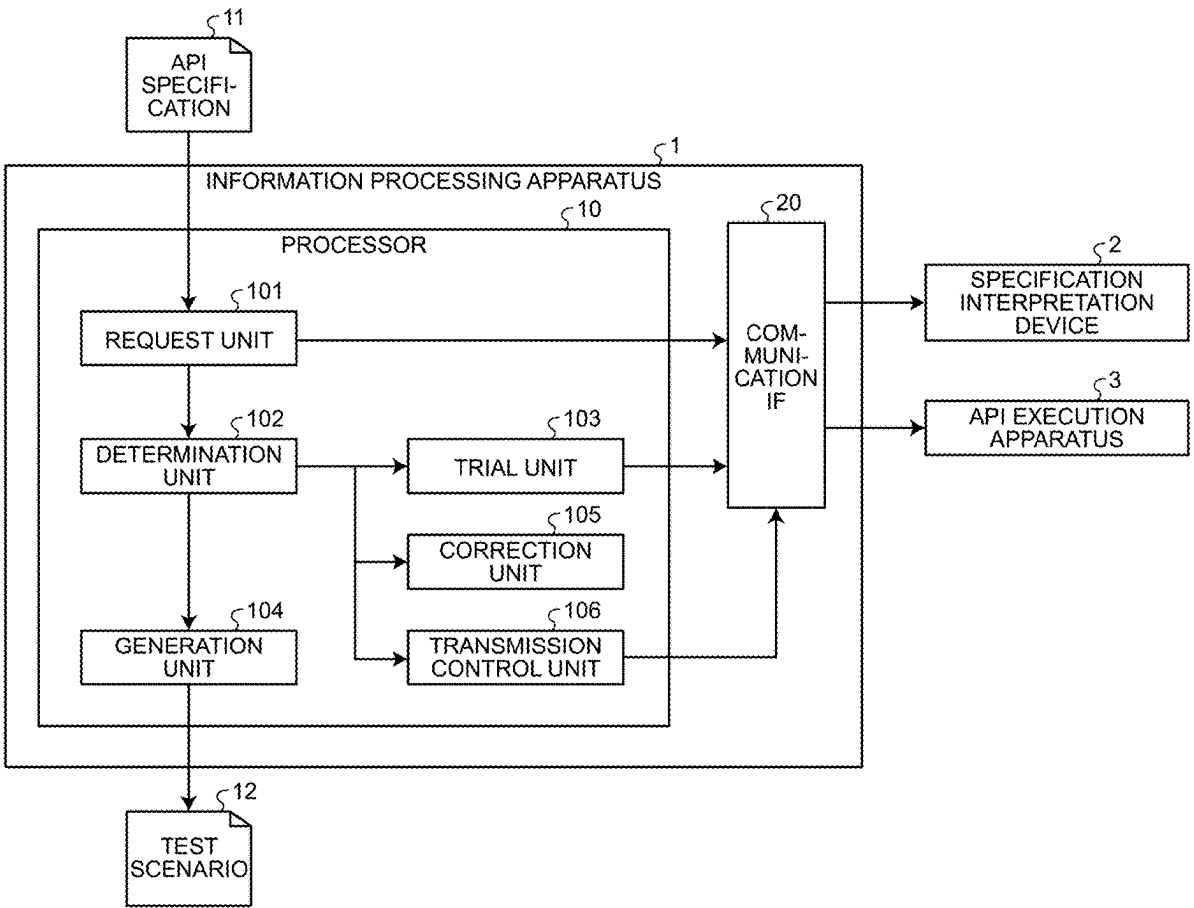 11
API
SPECIFI-
CATION
1
INFORMATION PROCESSING APPARATUS
10
PROCESSOR
20
COM-
MUNI-
CATION
IF
2
SPECIFICATION
INTERPRETATION
DEVICE
101
REQUEST UNIT
3
API EXECUTION
APPARATUS
102
DETERMINATION
UNIT
103
TRIAL UNIT
105
CORRECTION
UNIT
104
GENERATION
UNIT
106
TRANSMISSION
CONTROL UNIT
12
TEST
SCENARIO